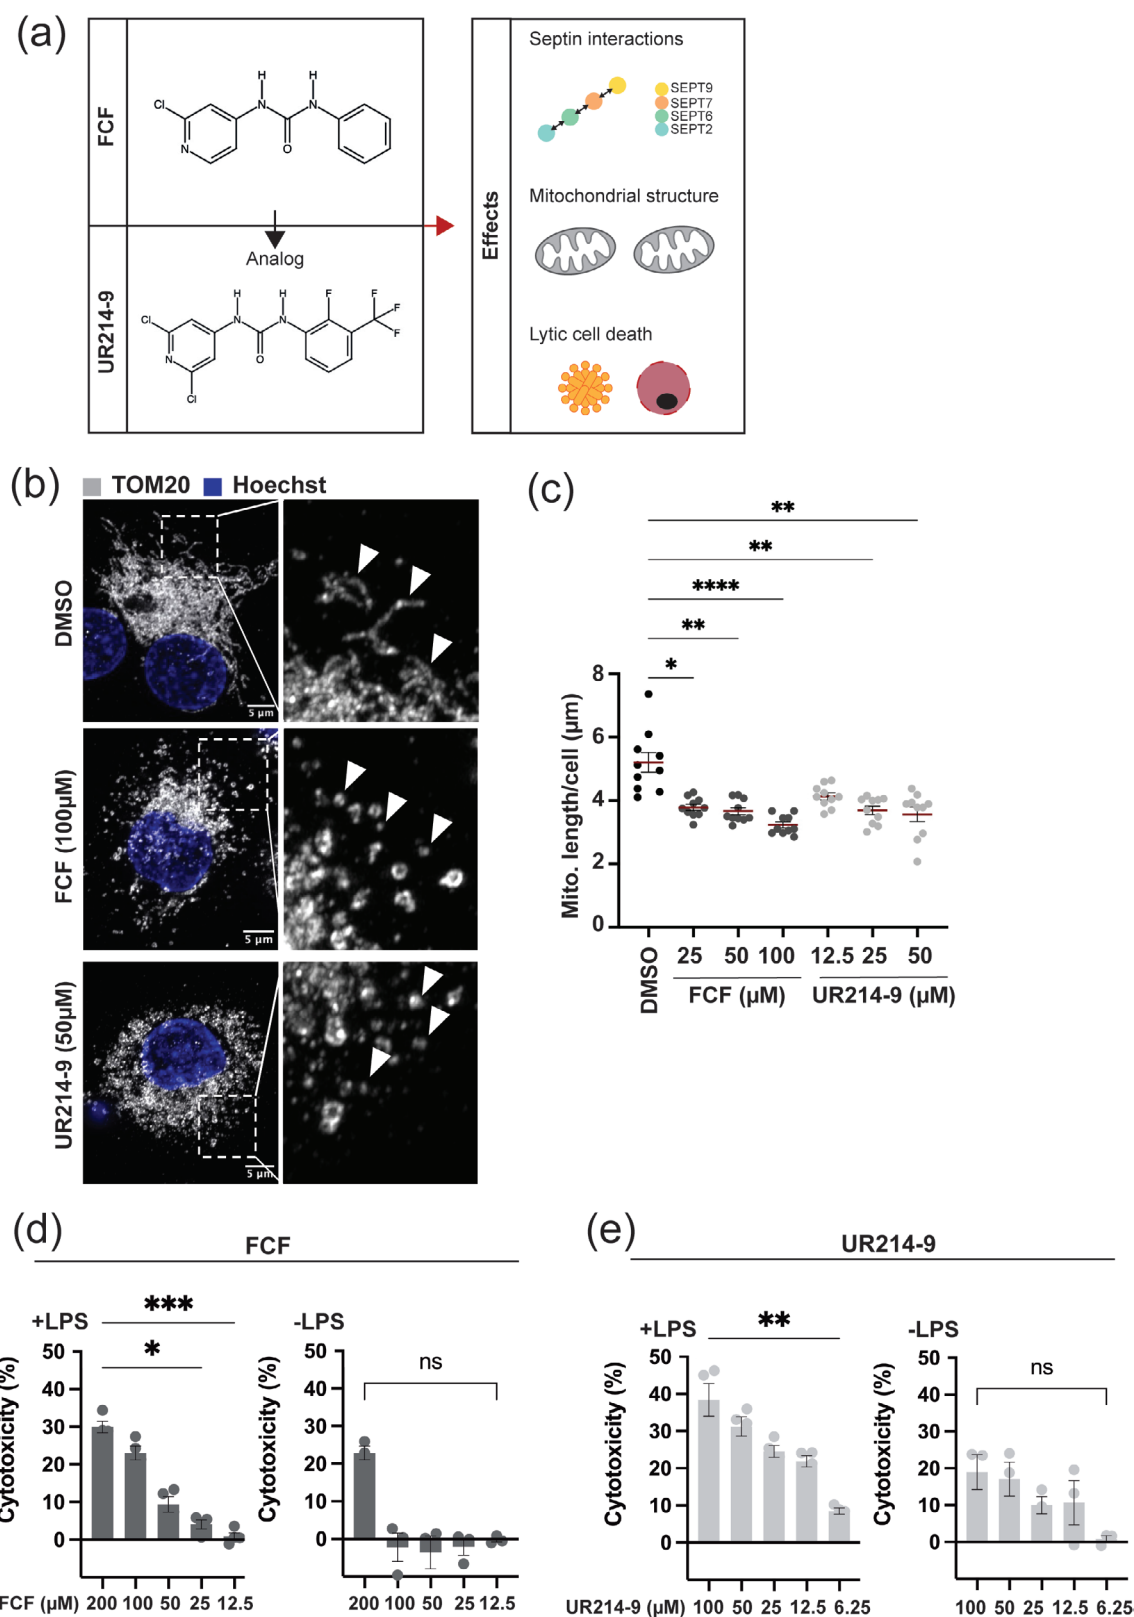 (a)
FCF
UR214-9
H H
Cl
N N
N O
Analog
H H F F
Cl N N F
N O F
Cl
Effects
Septin interactions
SEPT9
SEPT7
SEPT6
SEPT2
Mitochondrial structure
Lytic cell death
(b)
TOM20 Hoechst
DMSO
5 µm
FCF (100µM)
5 µm
UR214-9 (50µM)
5 µm
(c)
**
**
****
**
*
Mito. length/cell (µm)
8
6
4
2
0
DMSO
25 50 100 12.5 25 50
FCF (µM) UR214-9 (µM)
(d)
FCF
+LPS
***
*
Cytotoxicity (%)
50
40
30
20
10
0
FCF (µM) 200 100 50 25 12.5
-LPS
ns
Cytotoxicity (%)
50
40
30
20
10
0
200 100 50 25 12.5
(e)
UR214-9
+LPS
**
Cytotoxicity (%)
50
40
30
20
10
0
UR214-9 (µM) 100 50 25 12.5 6.25
-LPS
ns
Cytotoxicity (%)
50
40
30
20
10
0
100 50 25 12.5 6.25